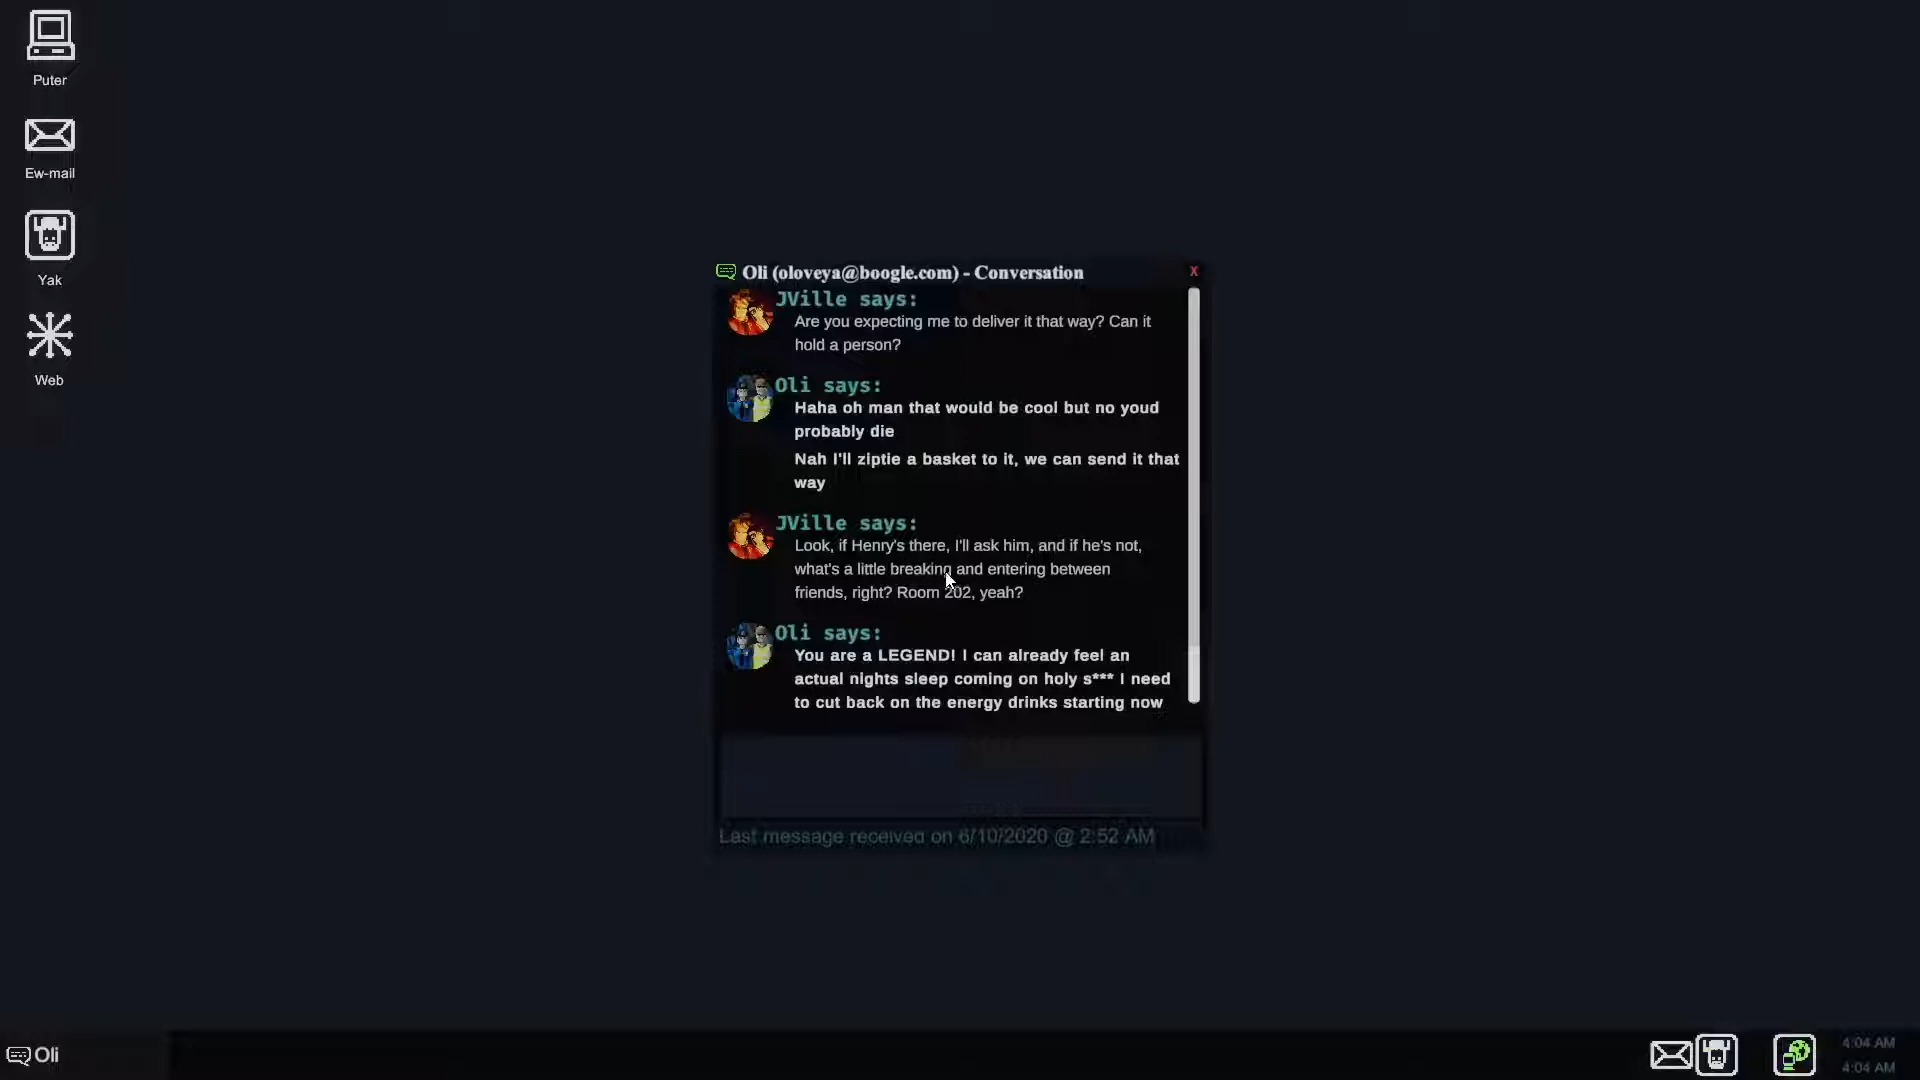 Puter
Ew-mail
Yak
Web
Oli (oloveya@boogle.com) - Conversation
X
JVille says:
Are you expecting me to deliver it that way? Can it
hold a person?
Oli says:
Haha oh man that would be cool but no youd
probably die
Nah I'll ziptie a basket to it, we can send it that
way
JVille says:
Look, if Henry's there, I'll ask him, and if he's not,
what's a little breaking and entering between
friends, right? Room 202, yeah?
Oli says:
You are a LEGEND! I can already feel an
actual nights sleep coming on holy s*** I need
to cut back on the energy drinks starting now
Last message received on 6/10/2020 @ 2:52 AM
Oli
4:04 AM
4:04 AM